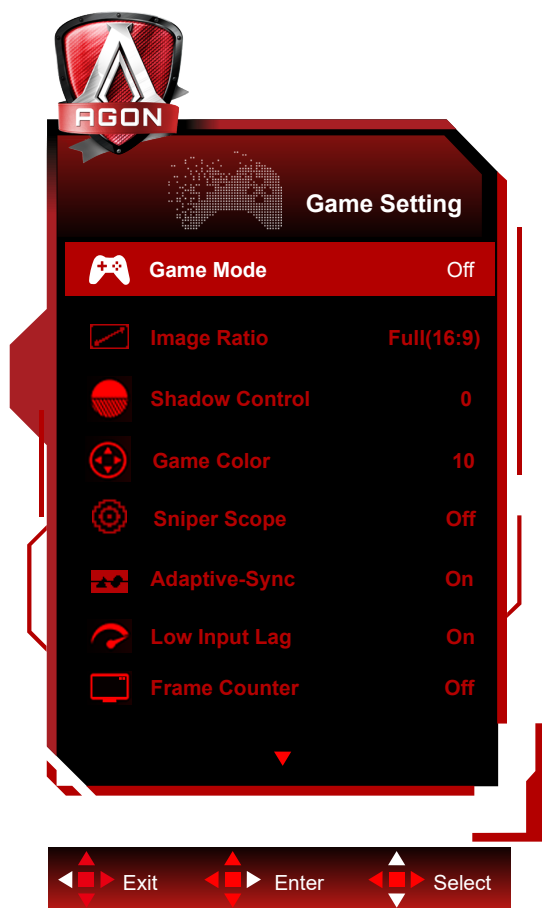 AGON
Game Setting
Game Mode Off
Image Ratio Full(16:9)
Shadow Control 0
Game Color 10
Sniper Scope Off
Adaptive-Sync On
Low Input Lag On
Frame Counter Off
Exit Enter Select